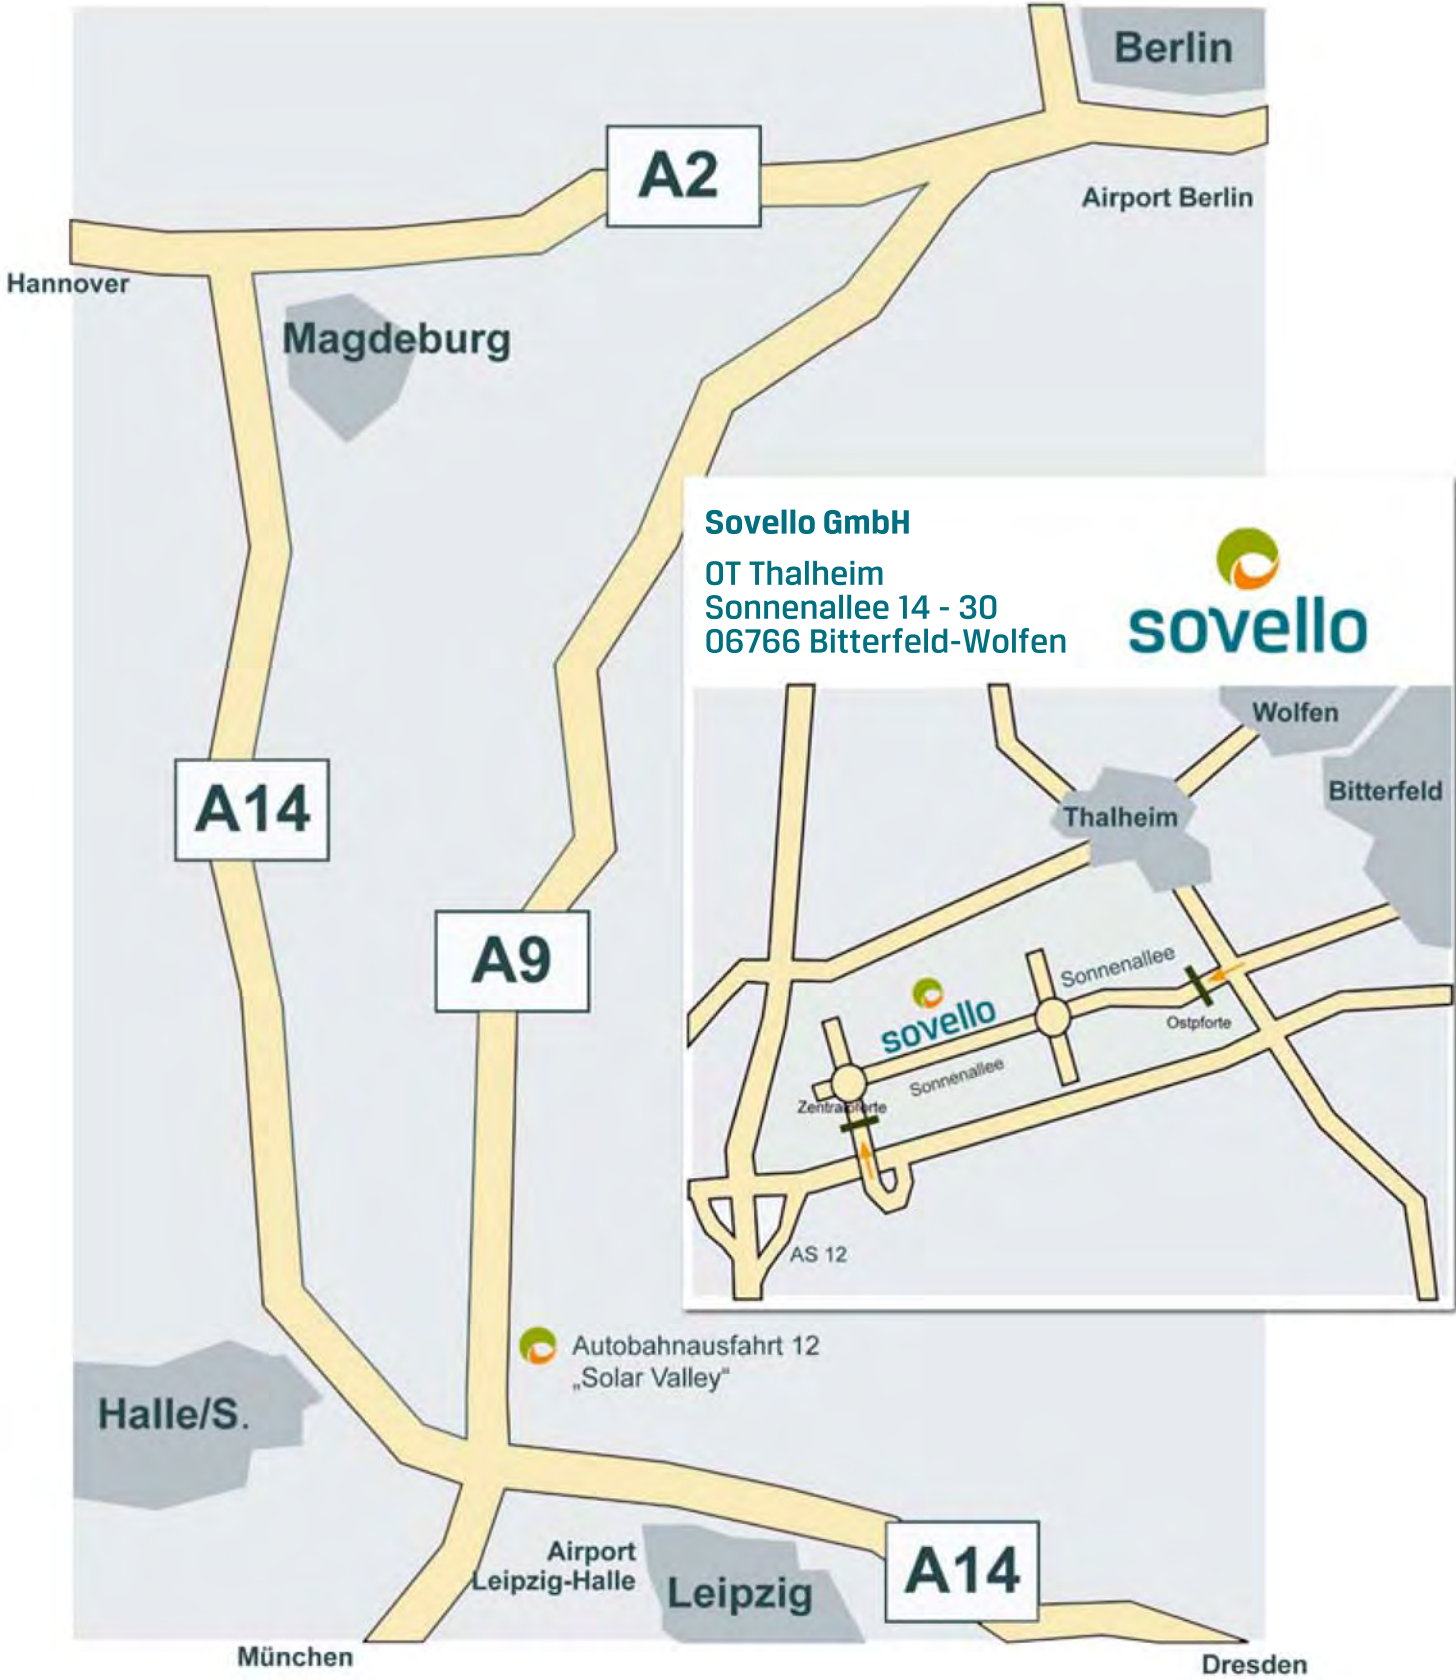 Berlin
A2
Airport Berlin
Hannover
Magdeburg
Sovello GmbH
OT Thalheim
Sonnenallee 14 - 30
06766 Bitterfeld-Wolfen
sovello
Wolfen
Bitterfeld
Thalheim
A14
A9
Sonnenallee
sovello
Ostpforte
Sonnenallee
Zentralpforte
AS 12
Autobahnausfahrt 12
„Solar Valley“
Halle/S.
Airport
Leipzig-Halle
Leipzig
A14
München
Dresden